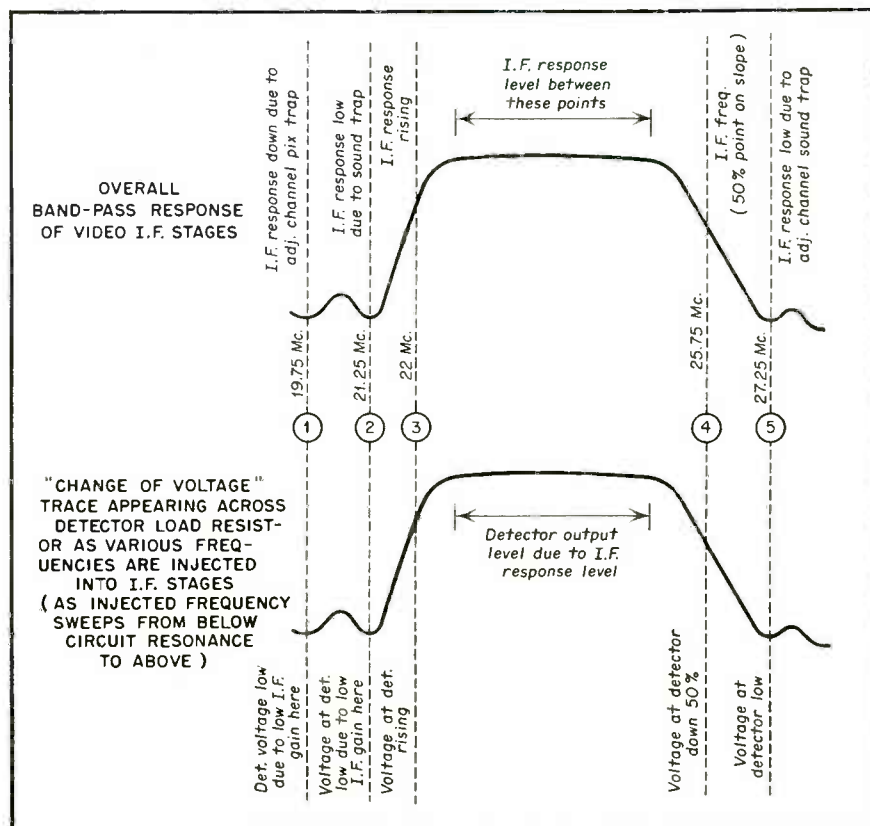 I.F. response down due to
adj. channel pix trap
I.F. response low
due to sound trap
I.F. response
rising
I.F. response
level between
these points
I.F. freq.
(50% point on slope)
I.F. response low due to
adj. channel sound trap
OVERALL
BAND-PASS RESPONSE
OF VIDEO I.F. STAGES
19.75 Mc.
21.25 Mc.
22 Mc.
25.75 Mc.
27.25 Mc.
1
2
3
4
5
"CHANGE OF VOLTAGE"
TRACE APPEARING ACROSS
DETECTOR LOAD RESIST-
OR AS VARIOUS FREQ-
UENCIES ARE INJECTED
INTO I.F. STAGES
(AS INJECTED FREQUENCY
SWEEPS FROM BELOW
CIRCUIT RESONANCE
TO ABOVE)
Detector output
level due to I.F.
response level
Det. voltage low
due to low I.F.
gain here
Voltage at det.
low due to low
I.F. gain here
Voltage at det.
rising
Voltage at detector
down 50%
Voltage at
detector low